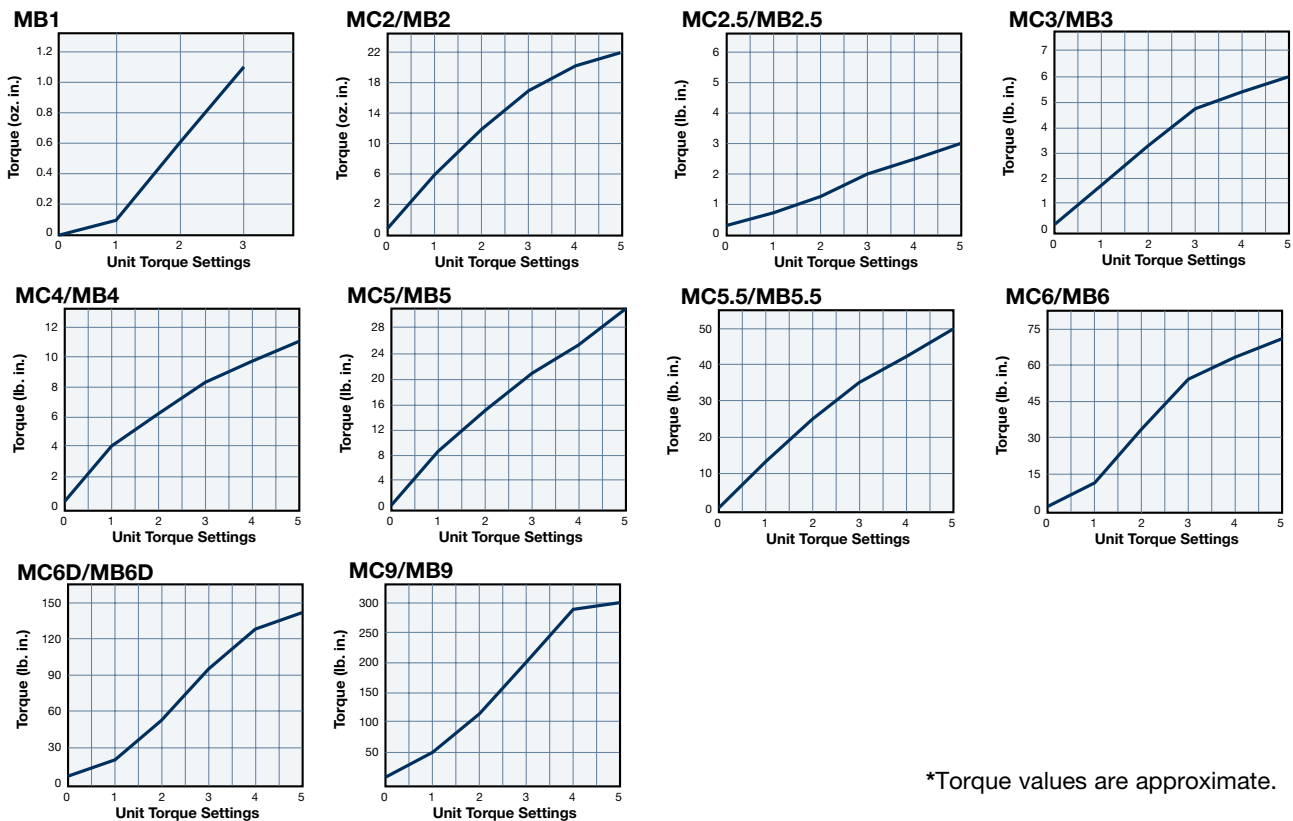 MB1
Torque (oz. in.)
1.2
1.0
0.8
0.6
0.4
0.2
0
0 1 2 3
Unit Torque Settings
MC2/MB2
Torque (oz. in.)
22
18
14
10
6
2
0
0 1 2 3 4 5
Unit Torque Settings
MC2.5/MB2.5
Torque (lb. in.)
6
5
4
3
2
1
0
0 1 2 3 4 5
Unit Torque Settings
MC3/MB3
Torque (lb. in.)
7
6
5
4
3
2
1
0
0 1 2 3 4 5
Unit Torque Settings
MC4/MB4
Torque (lb. in.)
12
10
8
6
4
2
0
0 1 2 3 4 5
Unit Torque Settings
MC5/MB5
Torque (lb. in.)
28
24
20
16
12
8
4
0
0 1 2 3 4 5
Unit Torque Settings
MC5.5/MB5.5
Torque (lb. in.)
50
40
30
20
10
0
0 1 2 3 4 5
Unit Torque Settings
MC6/MB6
Torque (lb. in.)
75
60
45
30
15
0
0 1 2 3 4 5
Unit Torque Settings
MC6D/MB6D
Torque (lb. in.)
150
120
90
60
30
0
0 1 2 3 4 5
Unit Torque Settings
MC9/MB9
Torque (lb. in.)
300
250
200
150
100
50
0 1 2 3 4 5
Unit Torque Settings
*Torque values are approximate.